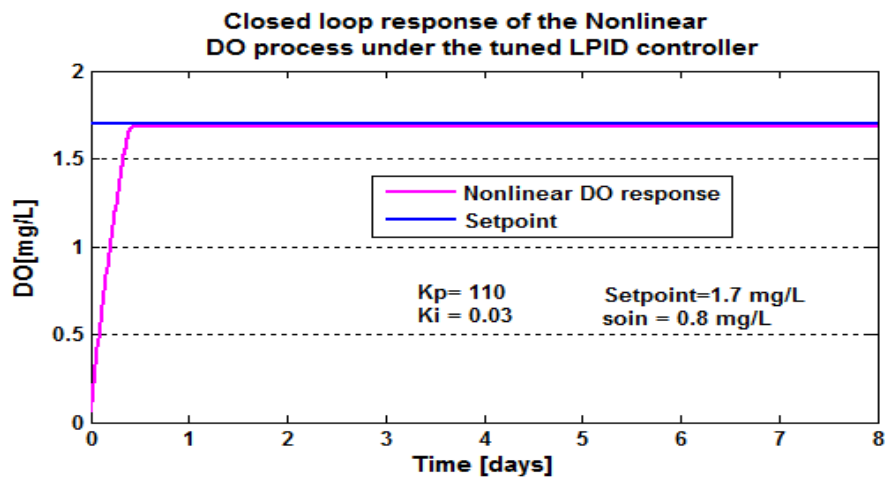 Closed loop response of the Nonlinear
DO process under the tuned LPID controller
2
1.5
1
0.5
0
DO[mg/L]
Nonlinear DO response
Setpoint
Kp= 110
Ki = 0.03
Setpoint=1.7 mg/L
soin = 0.8 mg/L
0 1 2 3 4 5 6 7 8
Time [days]